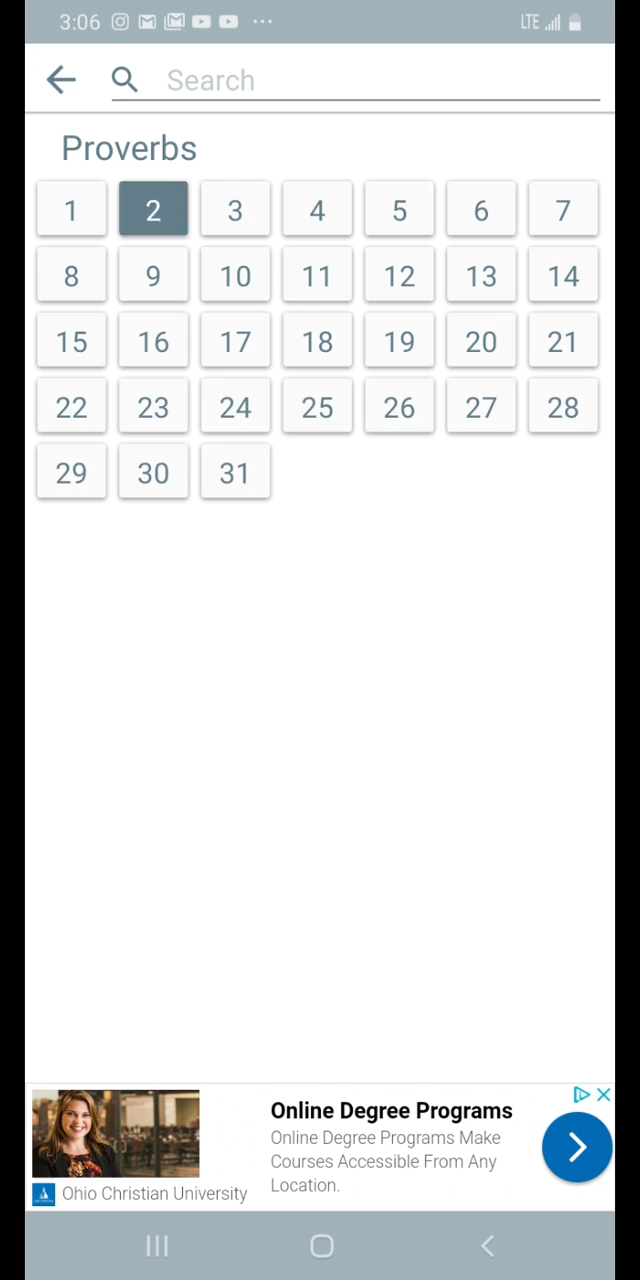 3:06 ... LTE
Search
Proverbs
1 2 3 4 5 6 7
8 9 10 11 12 13 14
15 16 17 18 19 20 21
22 23 24 25 26 27 28
29 30 31
Online Degree Programs
Online Degree Programs Make
Courses Accessible From Any
Location.
Ohio Christian University